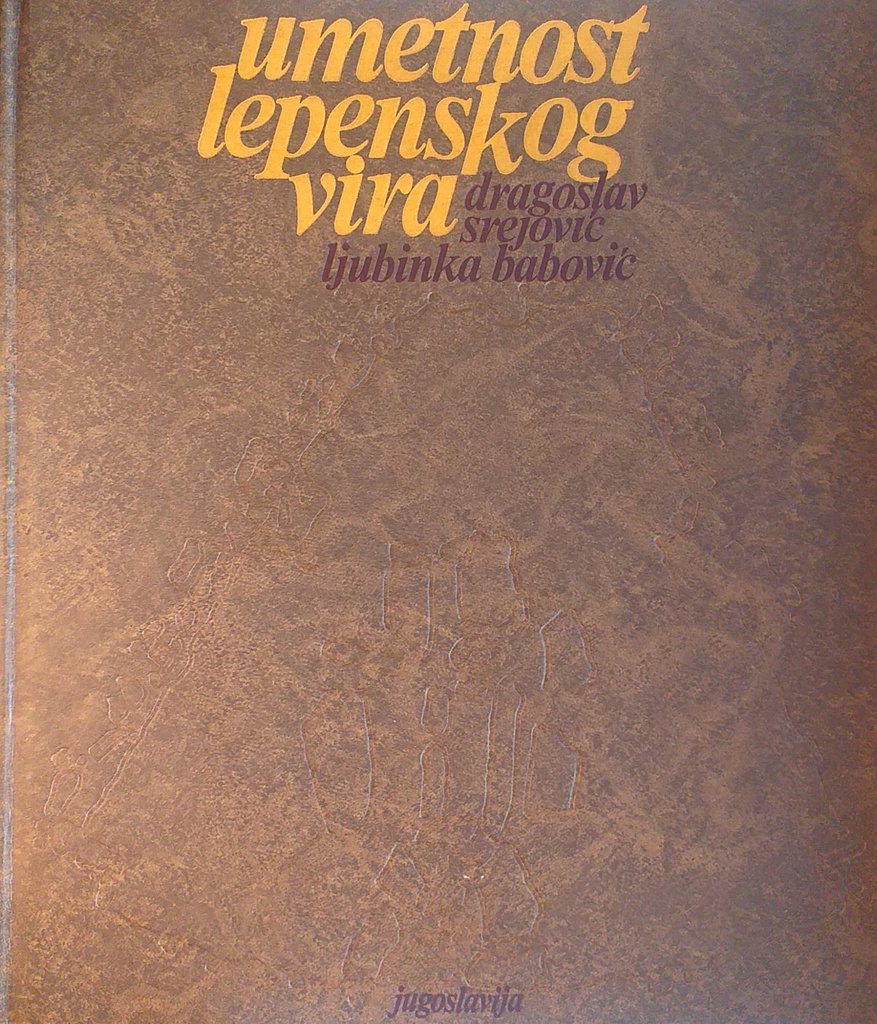 umetnost
lepenskog
vira
dragoslav
srejović
ljubinka babović
jugoslavija